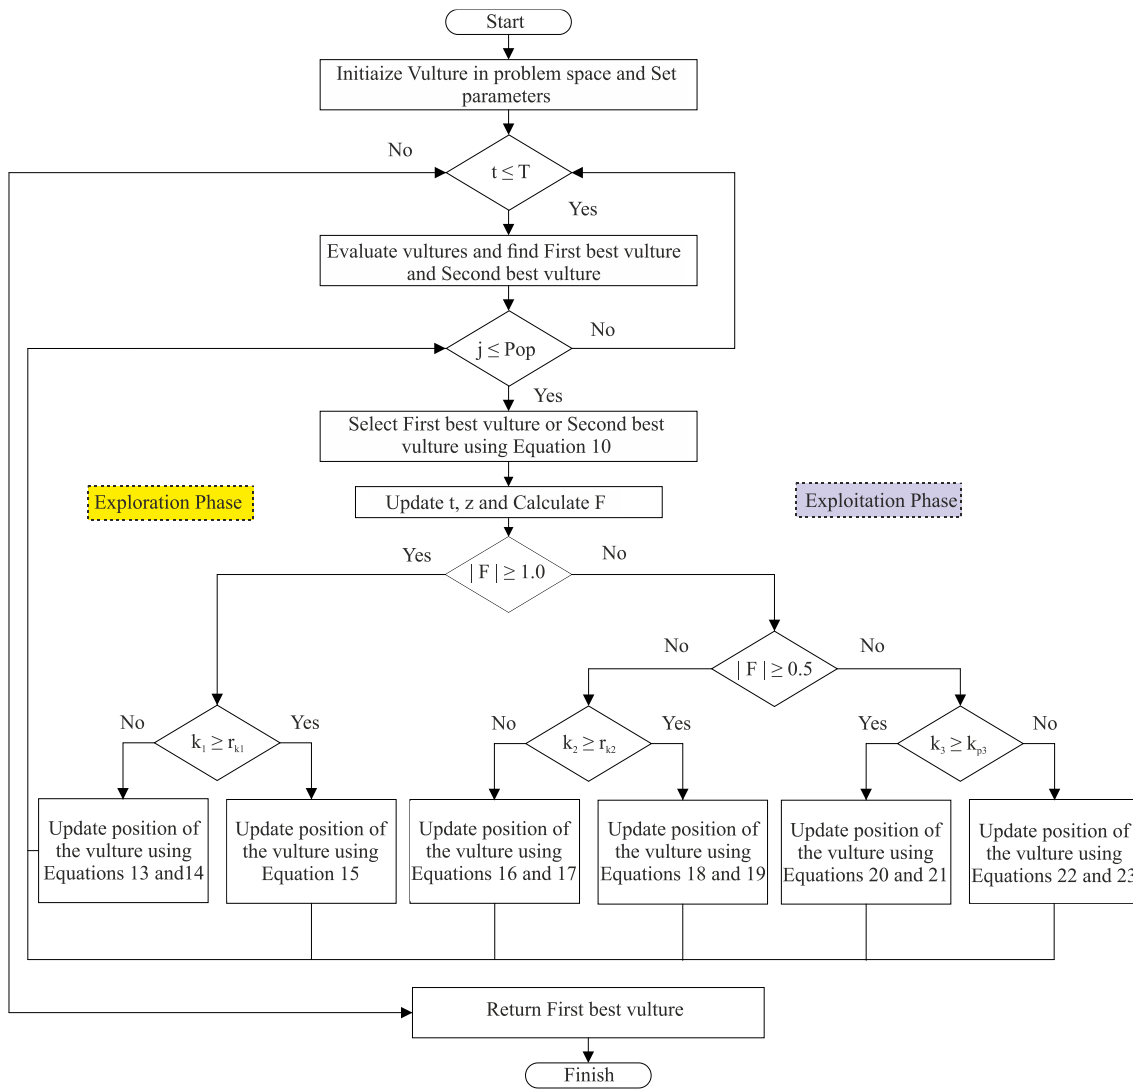 Start
Initiaize Vulture in problem space and Set
parameters
No
t ≤ T
Yes
Evaluate vultures and find First best vulture
and Second best vulture
No
j ≤ Pop
Yes
Select First best vulture or Second best
vulture using Equation 10
Exploration Phase
Update t, z and Calculate F
Exploitation Phase
Yes
No
| F | ≥ 1.0
No
No
| F | ≥ 0.5
No
Yes
k1 ≥ rk1
No
Yes
k2 ≥ rk2
Yes
No
k3 ≥ kp3
Update position of
the vulture using
Equations 13 and14
Update position of
the vulture using
Equation 15
Update position of
the vulture using
Equations 16 and 17
Update position of
the vulture using
Equations 18 and 19
Update position of
the vulture using
Equations 20 and 21
Update position of
the vulture using
Equations 22 and 23
Return First best vulture
Finish